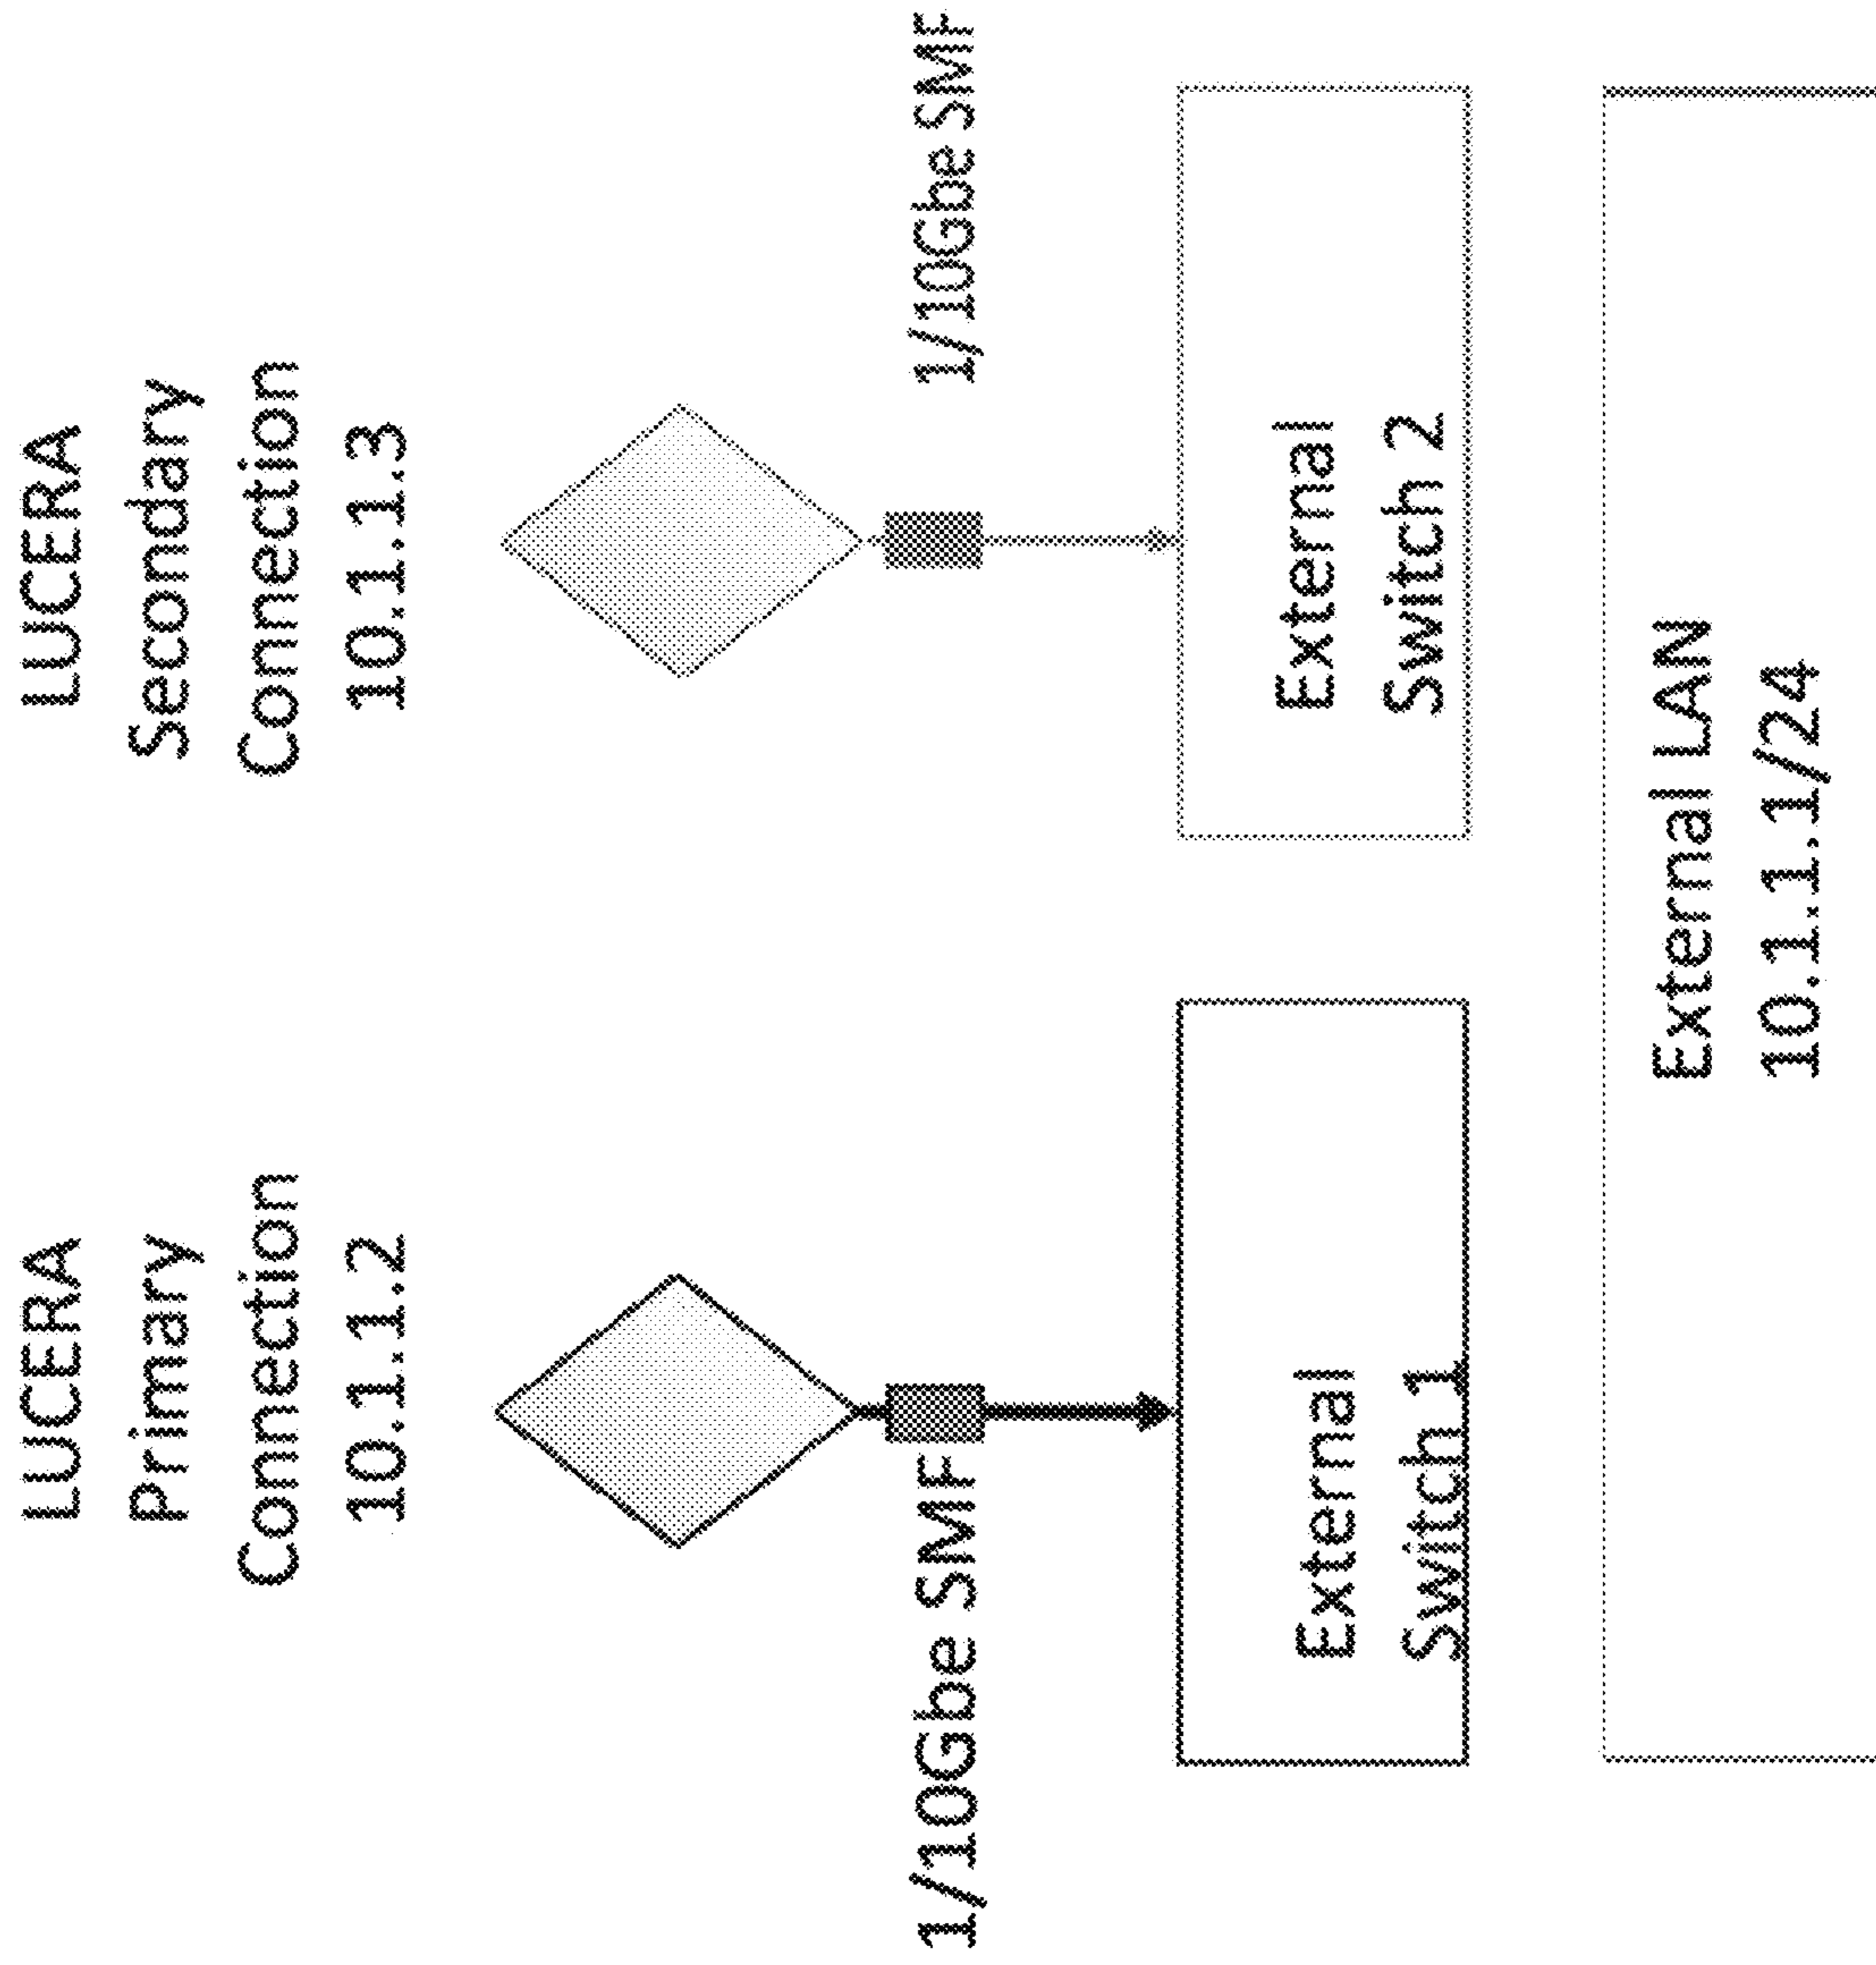 LUCERA
Primary
Connection
10.1.1.2
LUCERA
Secondary
Connection
10.1.1.3
1/10Gbe SMF
1/10Gbe SMF
External
Switch 1
External
Switch 2
External LAN
10.1.1.1/24